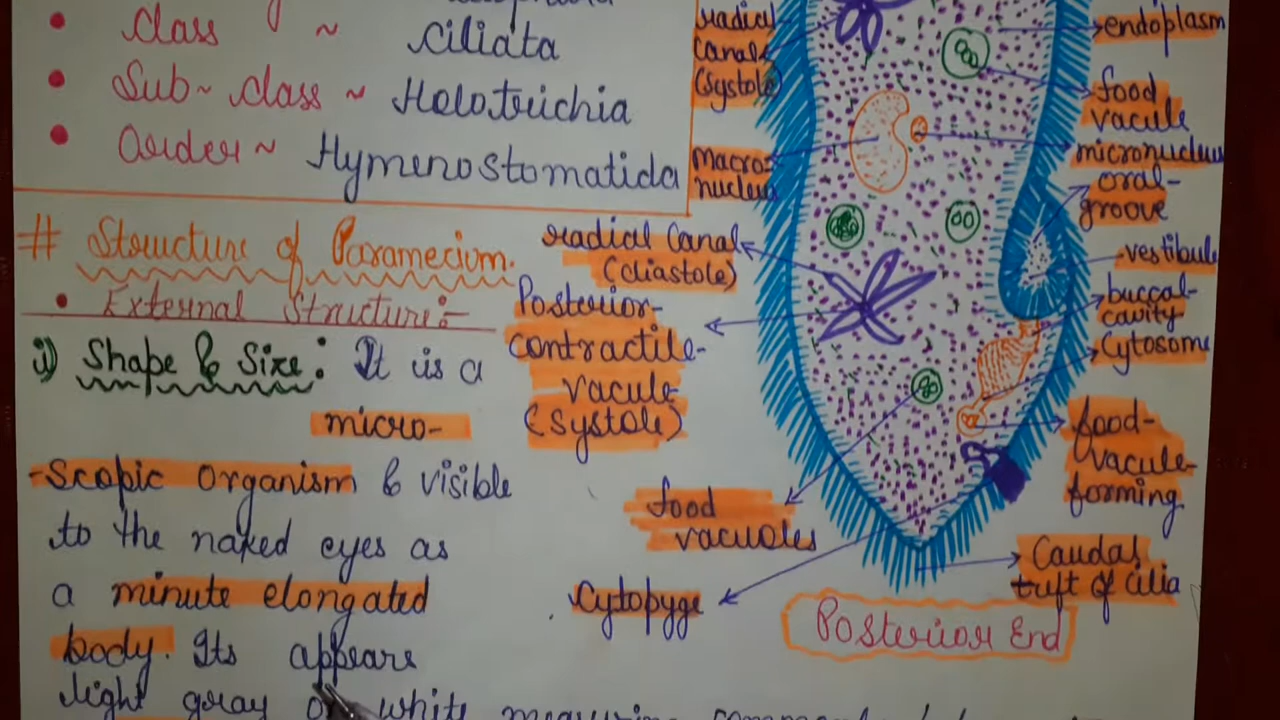 • Class ~ Ciliata
• Sub~ class ~ Holotrichia
• Order ~ Hymenostomatida
# Structure of Paramecium.
• External Structure:-
i) Shape & Size: It is a
micro-
-Scopic organism & visible
to the naked eyes as
a minute elongated
body. Its appears
light gray or white
radial
Canals
(systole)
macro-
nucleus
radial Canal
(diastole)
Posterior-
contractile-
vacule
(systole)
food
vacuoles
Cytopyge
endoplasm
food
vacule
micronucleus
oral-
groove
vestibule
buccal-
cavity
Cytosome
food-
vacule-
forming
Caudal
tuft of cilia
Posterior End